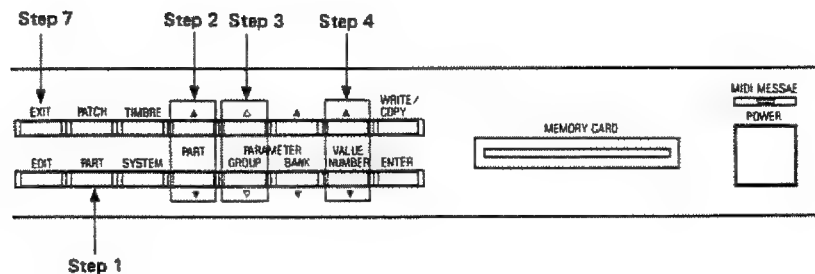 Step 7
Step 2
Step 3
Step 4
EXIT
PATCH
TIMBRE
WRITE /
COPY
PART
PARAMETER
GROUP
BANK
VALUE
NUMBER
EDIT
PART
SYSTEM
ENTER
MEMORY CARD
MIDI MESSAE
POWER
Step 1